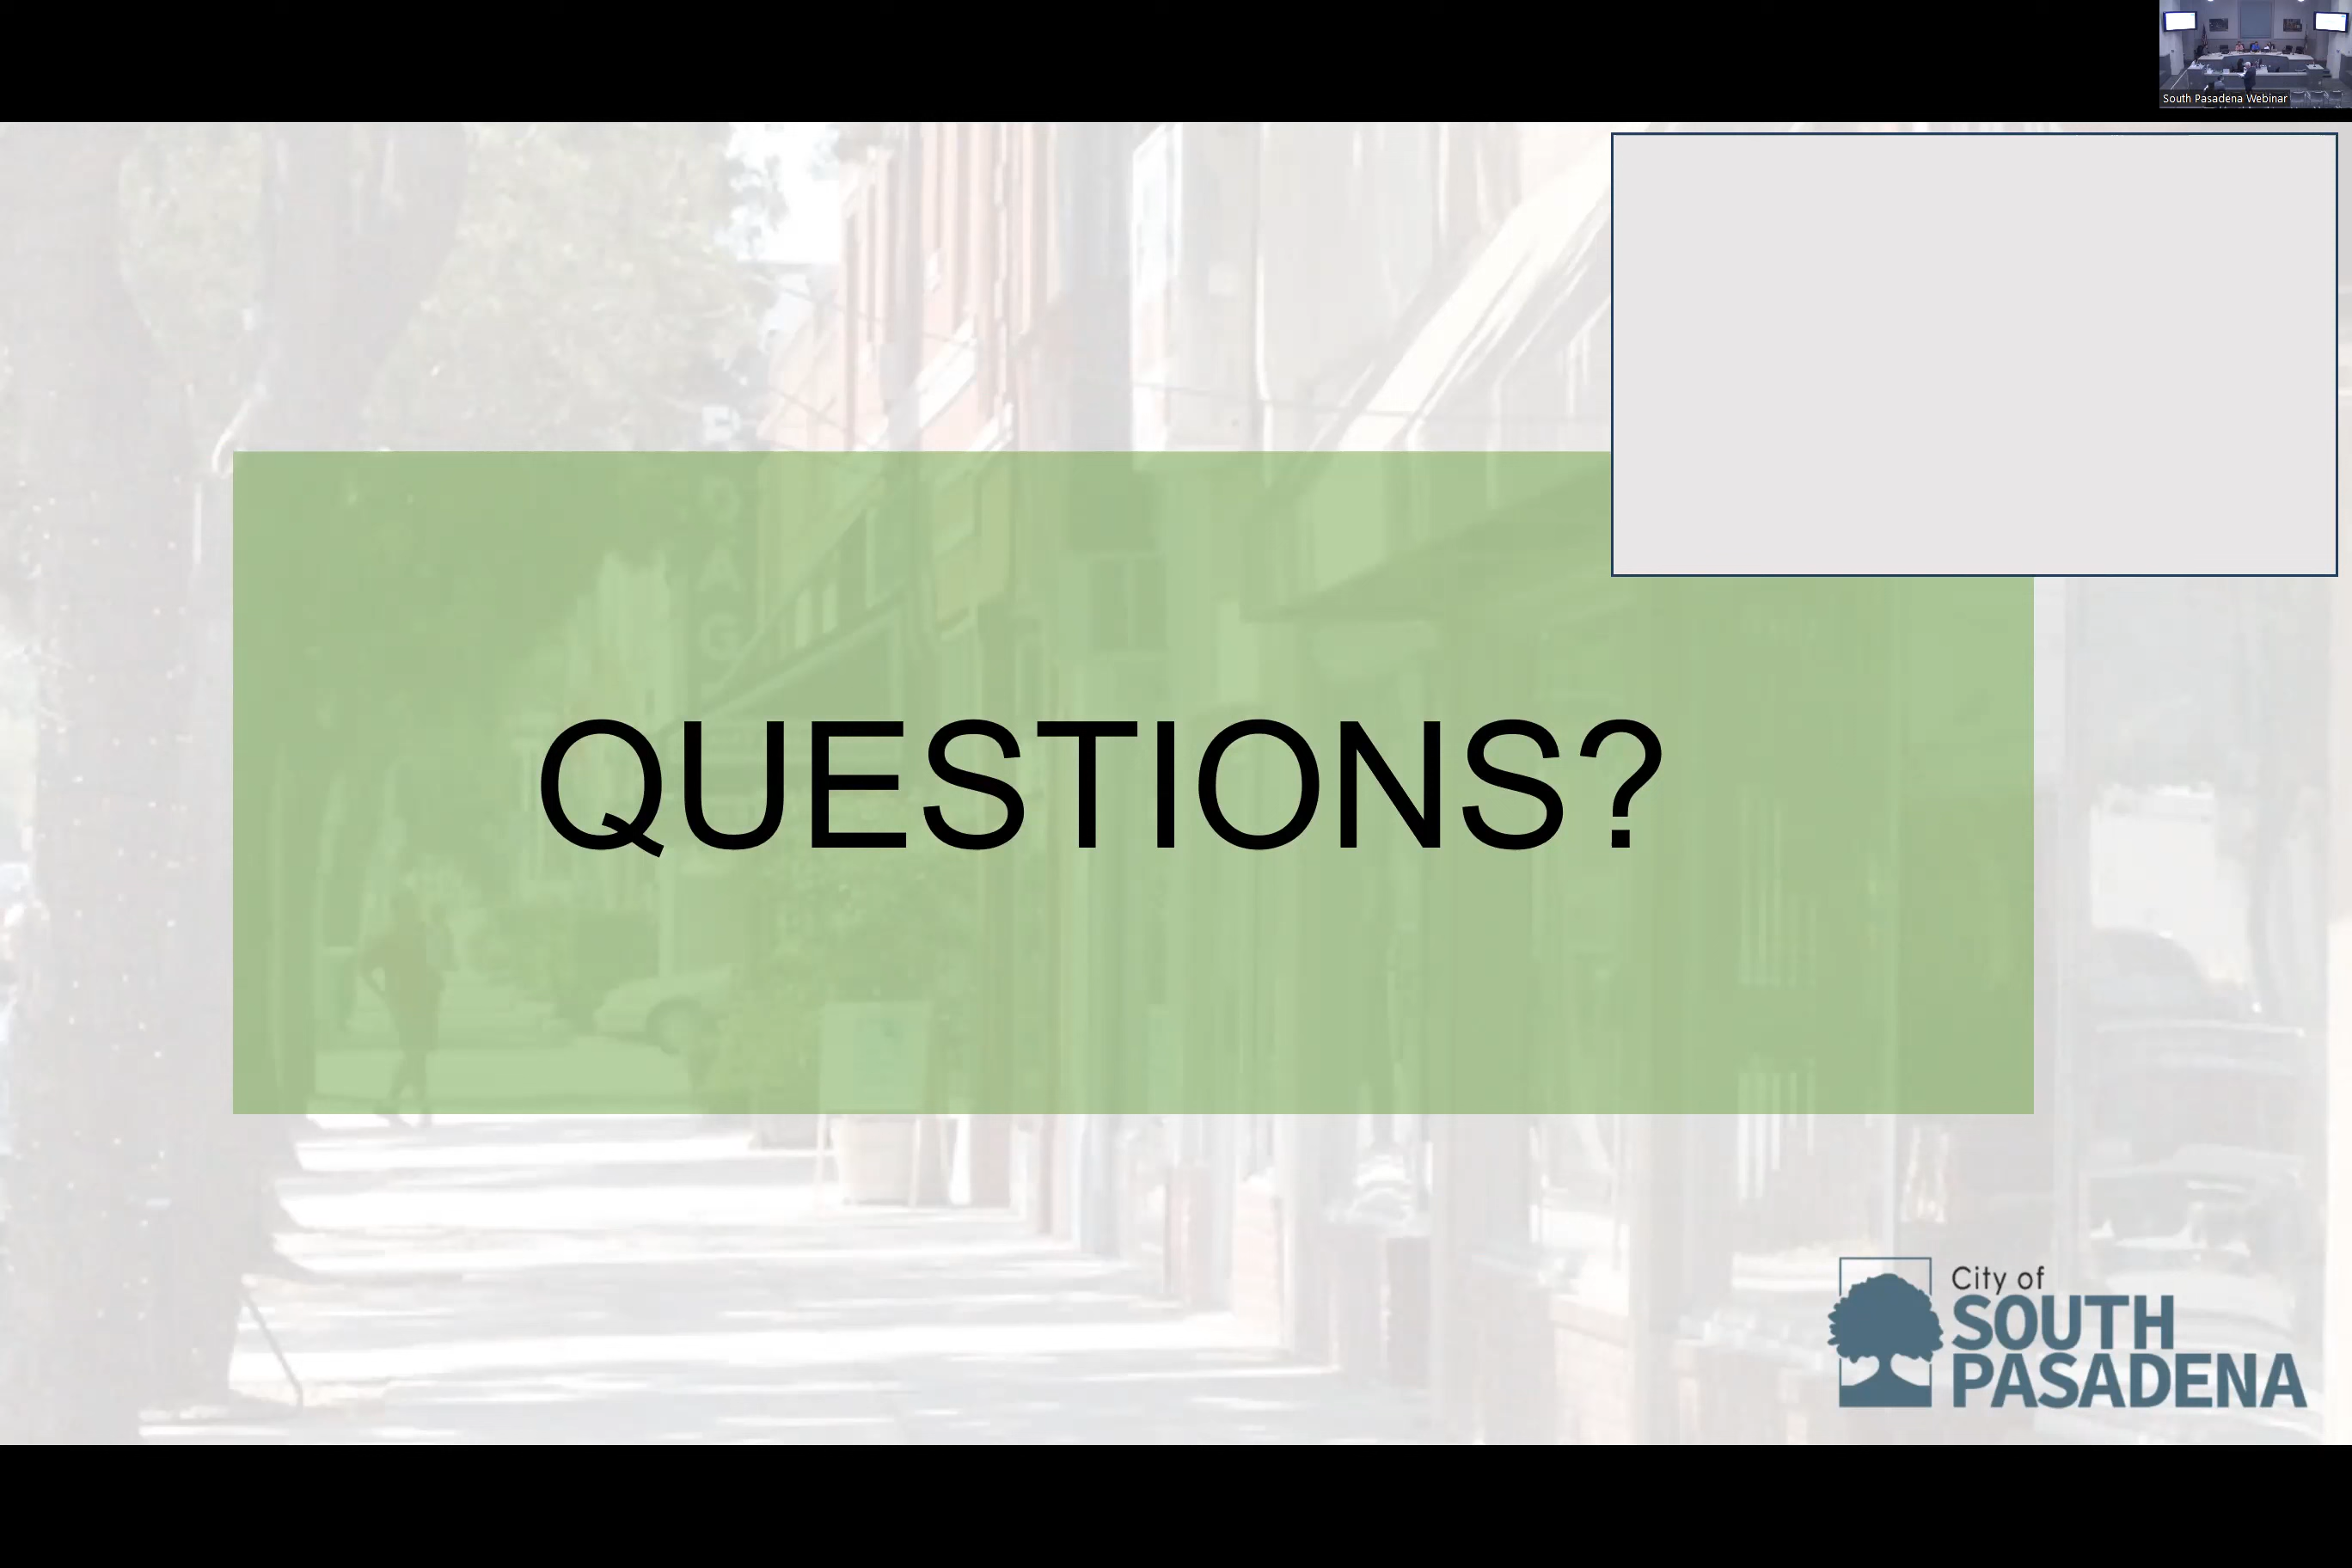 South Pasadena Webinar
QUESTIONS?
City of
SOUTH
PASADENA